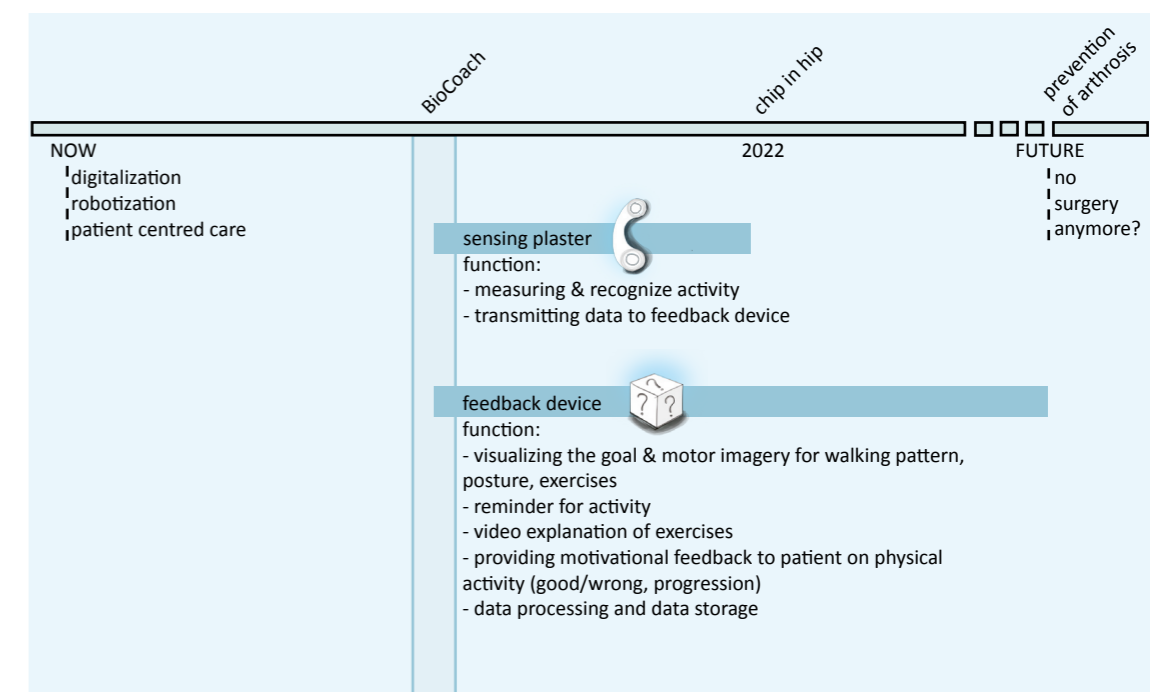 BioCoach
chip in hip
prevention
of arthrosis
NOW
2022
FUTURE
digitalization
robotization
patient centred care
no
surgery
anymore?
sensing plaster
function:
- measuring & recognize activity
- transmitting data to feedback device
feedback device
? ? ?
function:
- visualizing the goal & motor imagery for walking pattern,
posture, exercises
- reminder for activity
- video explanation of exercises
- providing motivational feedback to patient on physical
activity (good/wrong, progression)
- data processing and data storage